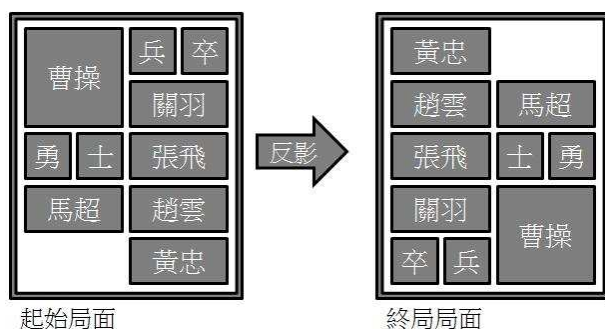 曹操 兵 卒
關羽
勇 士 張飛
馬超 趙雲
黃忠
起始局面
反影
黃忠
趙雲 馬超
張飛 士 勇
關羽
曹操
卒 兵
終局局面